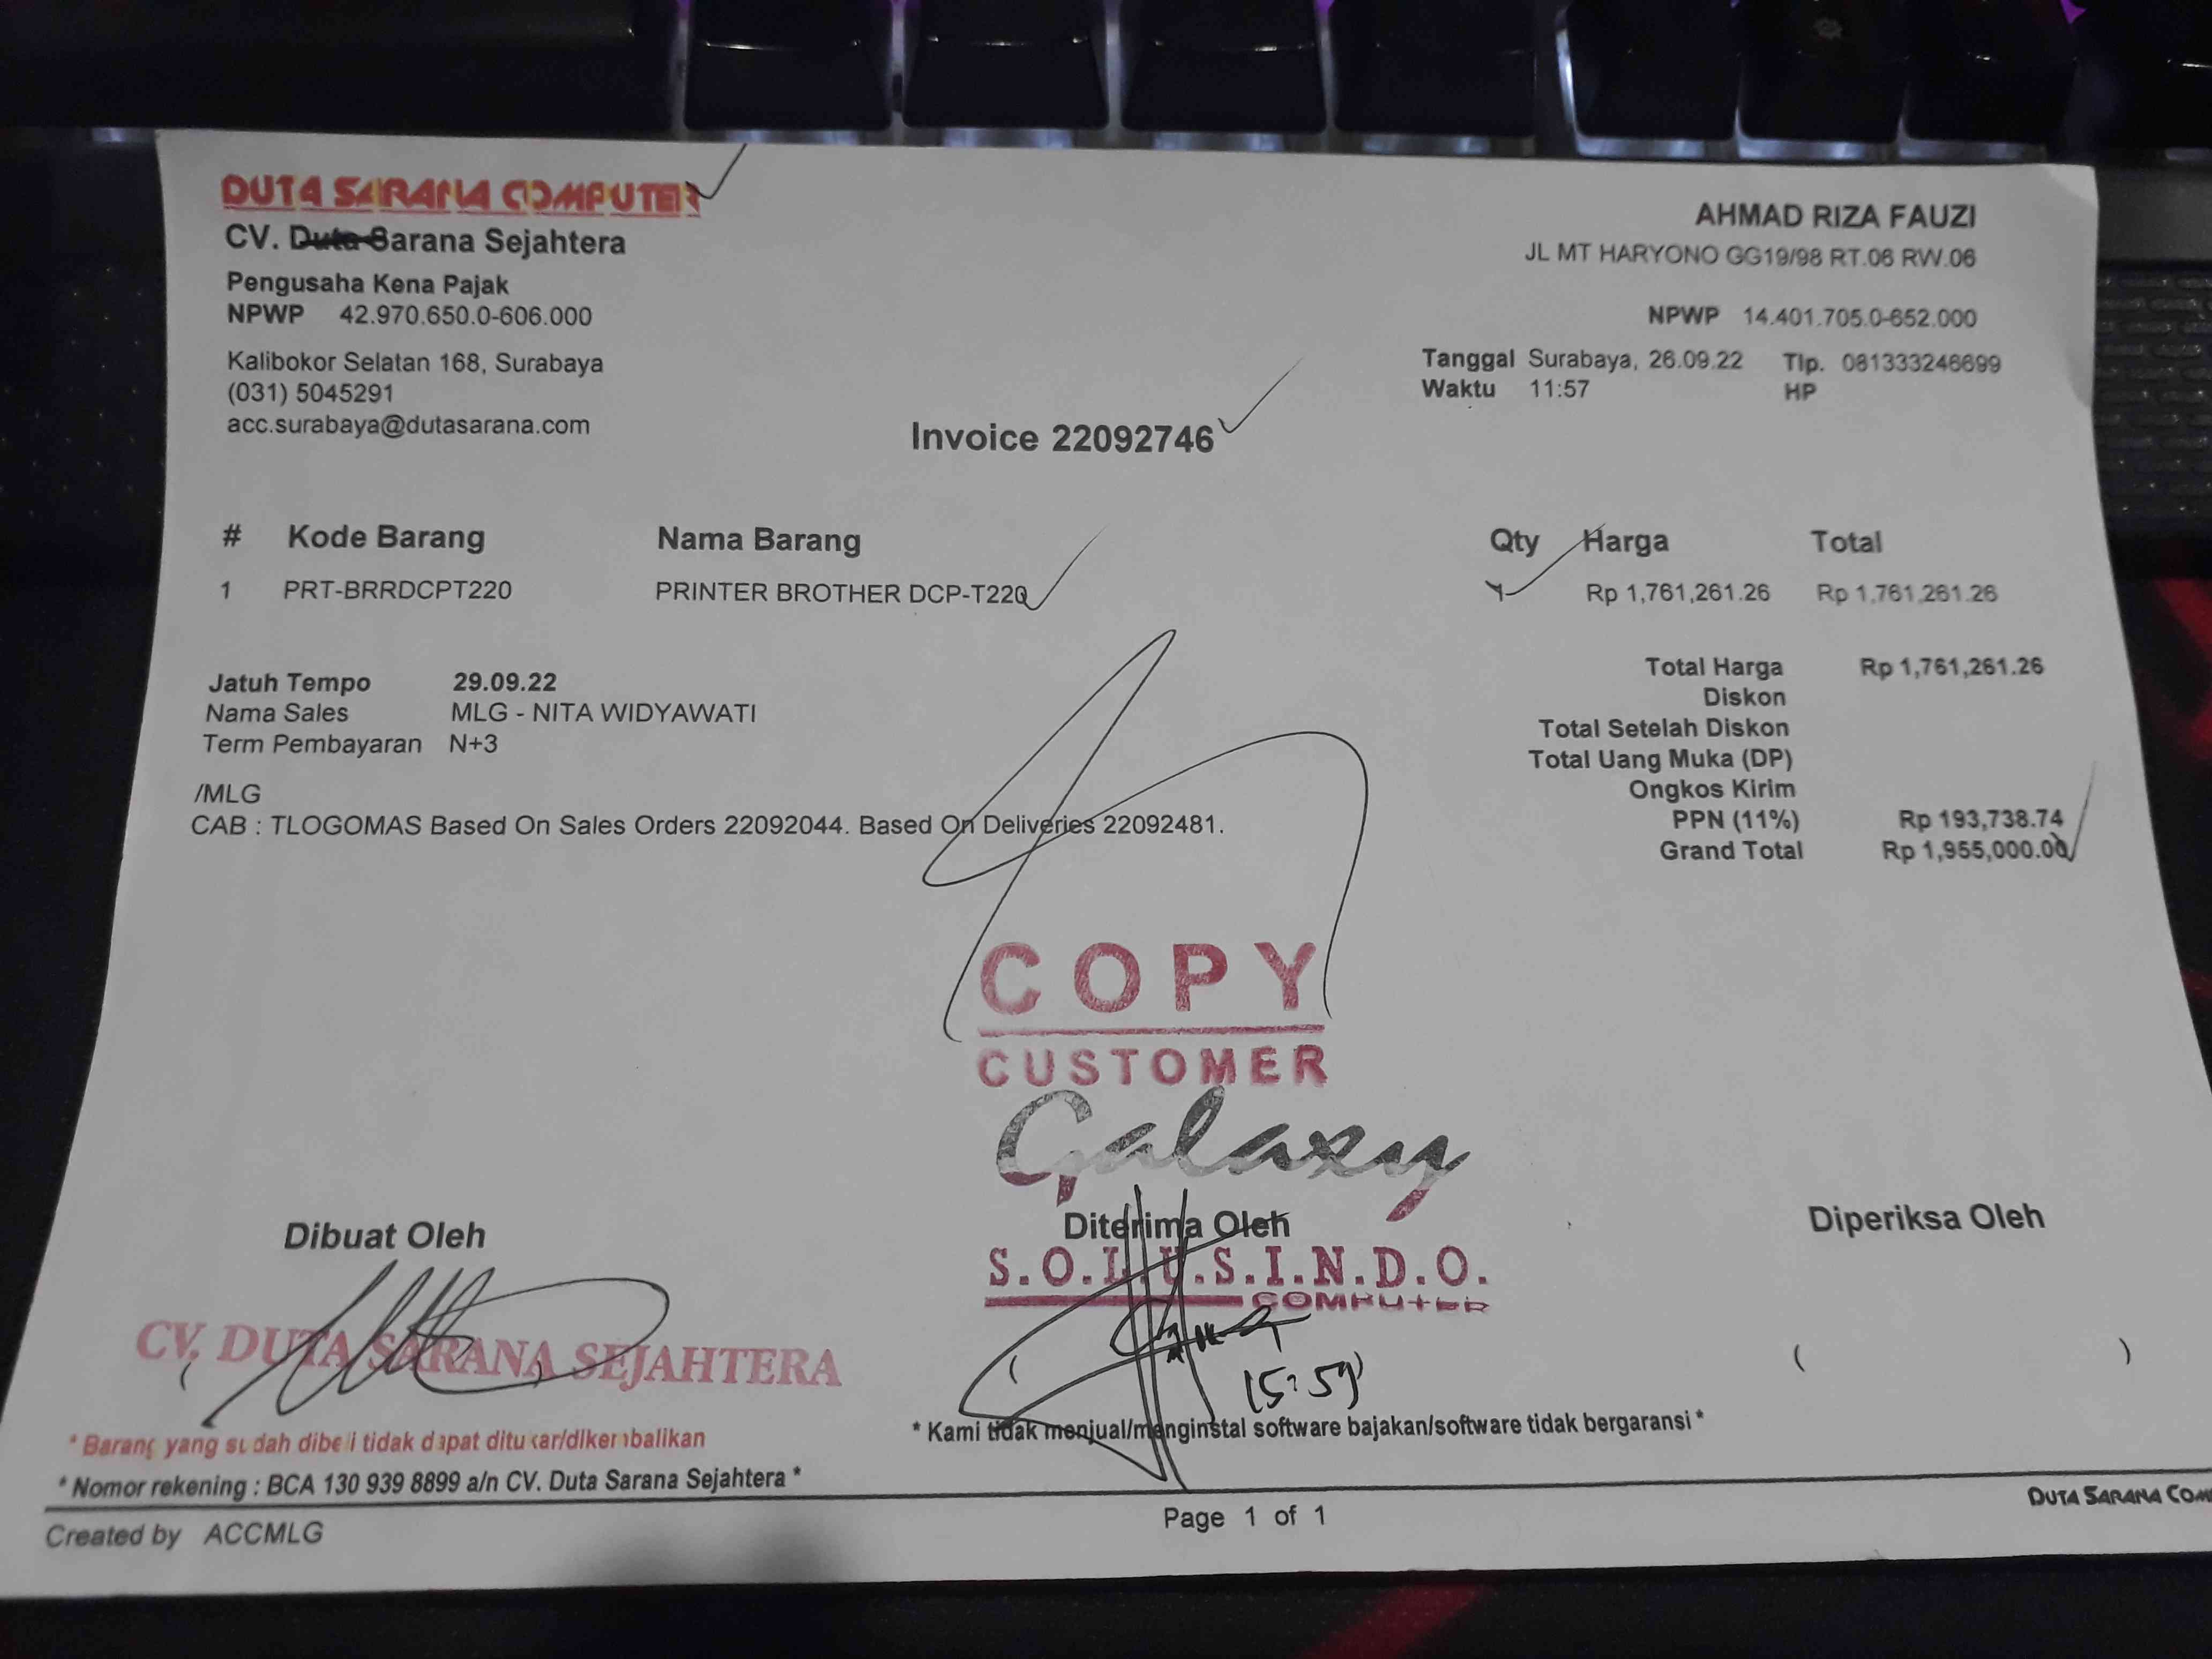 DUTA SARANA COMPUTER
CV. Duta Sarana Sejahtera
Pengusaha Kena Pajak
NPWP 42.970.650.0-606.000
Kalibokor Selatan 168, Surabaya
(031) 5045291
acc.surabaya@dutasarana.com
AHMAD RIZA FAUZI
JL MT HARYONO GG19/98 RT.06 RW.06
NPWP 14.401.705.0-652.000
Tanggal Surabaya, 26.09.22 Tlp. 081333246699
Waktu 11:57 HP
Invoice 22092746
# Kode Barang Nama Barang Qty Harga Total
1 PRT-BRRDCPT220 PRINTER BROTHER DCP-T220 1 Rp 1,761,261.26 Rp 1,761,261.26
Jatuh Tempo 29.09.22
Nama Sales MLG - NITA WIDYAWATI
Term Pembayaran N+3
/MLG
CAB : TLOGOMAS Based On Sales Orders 22092044. Based On Deliveries 22092481.
Total Harga Rp 1,761,261.26
Diskon
Total Setelah Diskon
Total Uang Muka (DP)
Ongkos Kirim
PPN (11%) Rp 193,738.74
Grand Total Rp 1,955,000.00
COPY
CUSTOMER
Galaxy
Dibuat Oleh
Diterima Oleh
Diperiksa Oleh
S.O.L.U.S.I.N.D.O.
COMPUTER
CV. DUTA SARANA SEJAHTERA
( )
(
( )
* Barang yang sudah dibeli tidak dapat ditukar/dikembalikan
* Kami tidak menjual/menginstal software bajakan/software tidak bergaransi *
* Nomor rekening : BCA 130 939 8899 a/n CV. Duta Sarana Sejahtera *
DUTA SARANA COM
Created by ACCMLG
Page 1 of 1